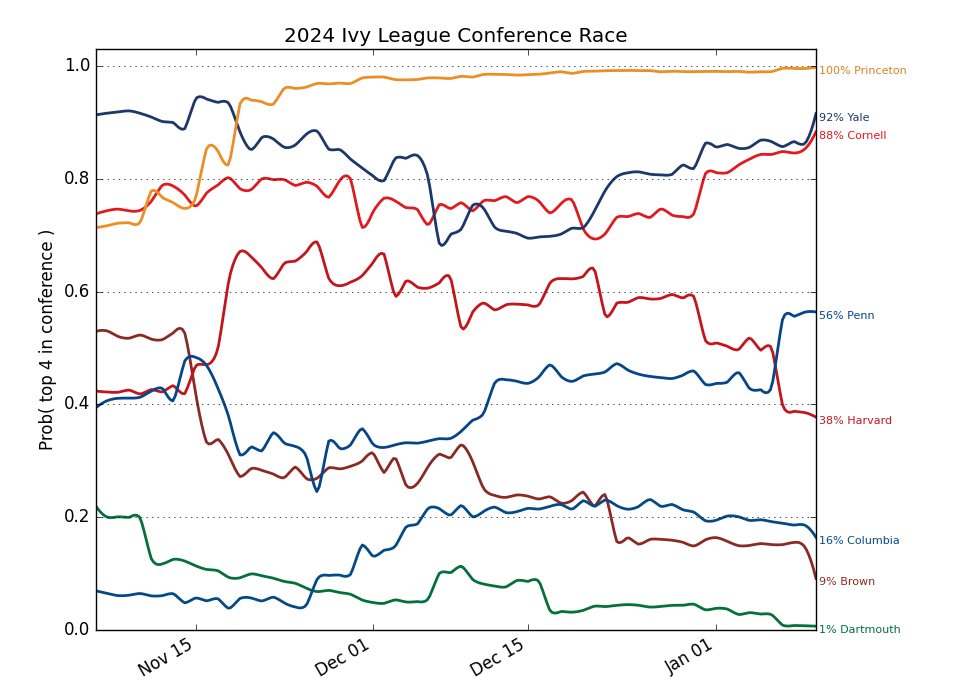 2024 Ivy League Conference Race
Prob( top 4 in conference )
1.0
0.8
0.6
0.4
0.2
0.0
Nov 15
Dec 01
Dec 15
Jan 01
100% Princeton
92% Yale
88% Cornell
56% Penn
38% Harvard
16% Columbia
9% Brown
1% Dartmouth